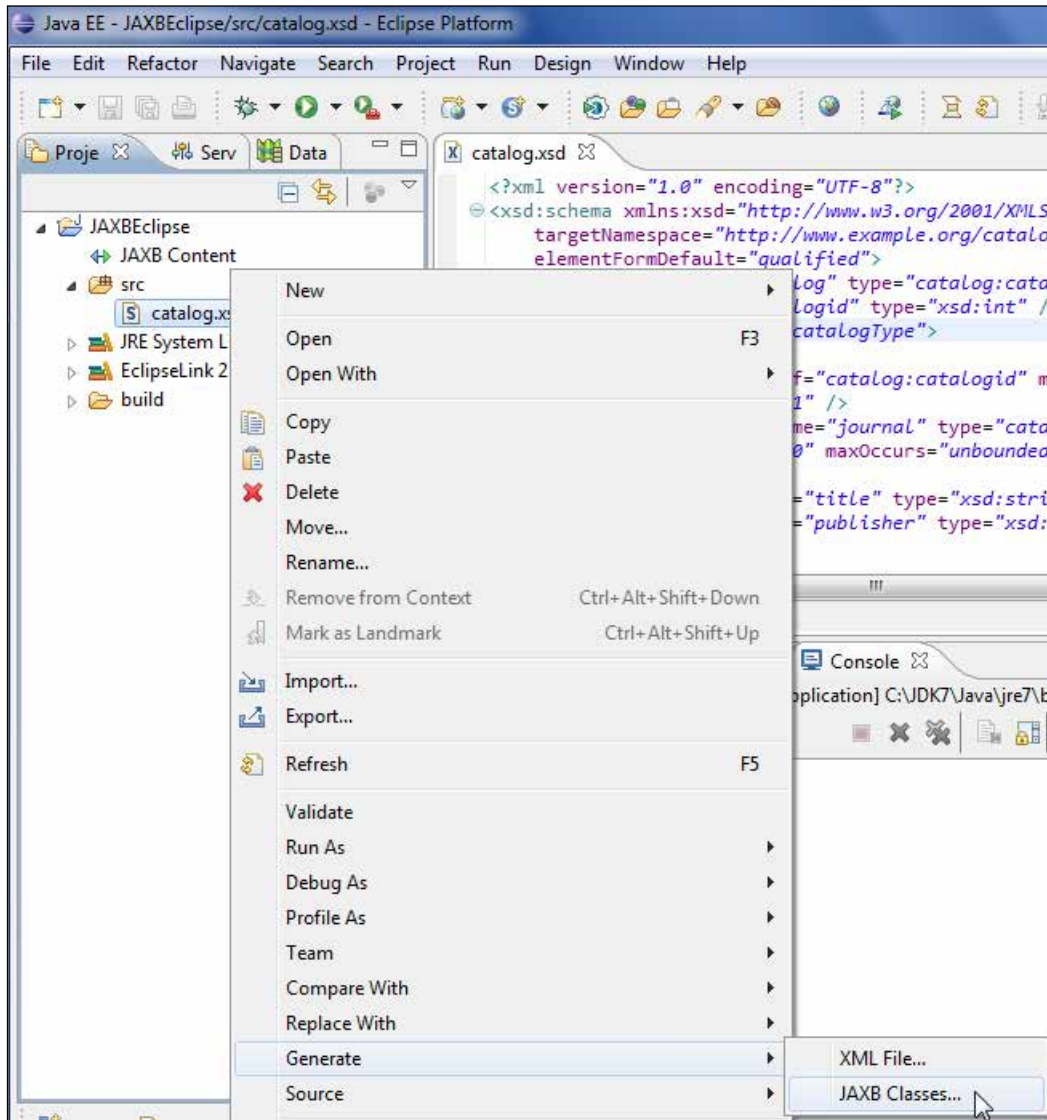 Java EE - JAXBEclipse/src/catalog.xsd - Eclipse Platform
File Edit Refactor Navigate Search Project Run Design Window Help
Proje Serv Data
JAXBEclipse
JAXB Content
src
catalog.xs
JRE System L
EclipseLink 2
build
catalog.xsd
<?xml version="1.0" encoding="UTF-8"?>
<xsd:schema xmlns:xsd="http://www.w3.org/2001/XMLS
targetNamespace="http://www.example.org/catalo
elementFormDefault="qualified">
log" type="catalog:cata
logid" type="xsd:int" /
catalogType">
f="catalog:catalogid" m
1" />
me="journal" type="cata
0" maxOccurs="unbounded
="title" type="xsd:stri
="publisher" type="xsd:
Console
pplication] C:\JDK7\Java\jre7\b
New
Open F3
Open With
Copy
Paste
Delete
Move...
Rename...
Remove from Context Ctrl+Alt+Shift+Down
Mark as Landmark Ctrl+Alt+Shift+Up
Import...
Export...
Refresh F5
Validate
Run As
Debug As
Profile As
Team
Compare With
Replace With
Generate
Source
XML File...
JAXB Classes...